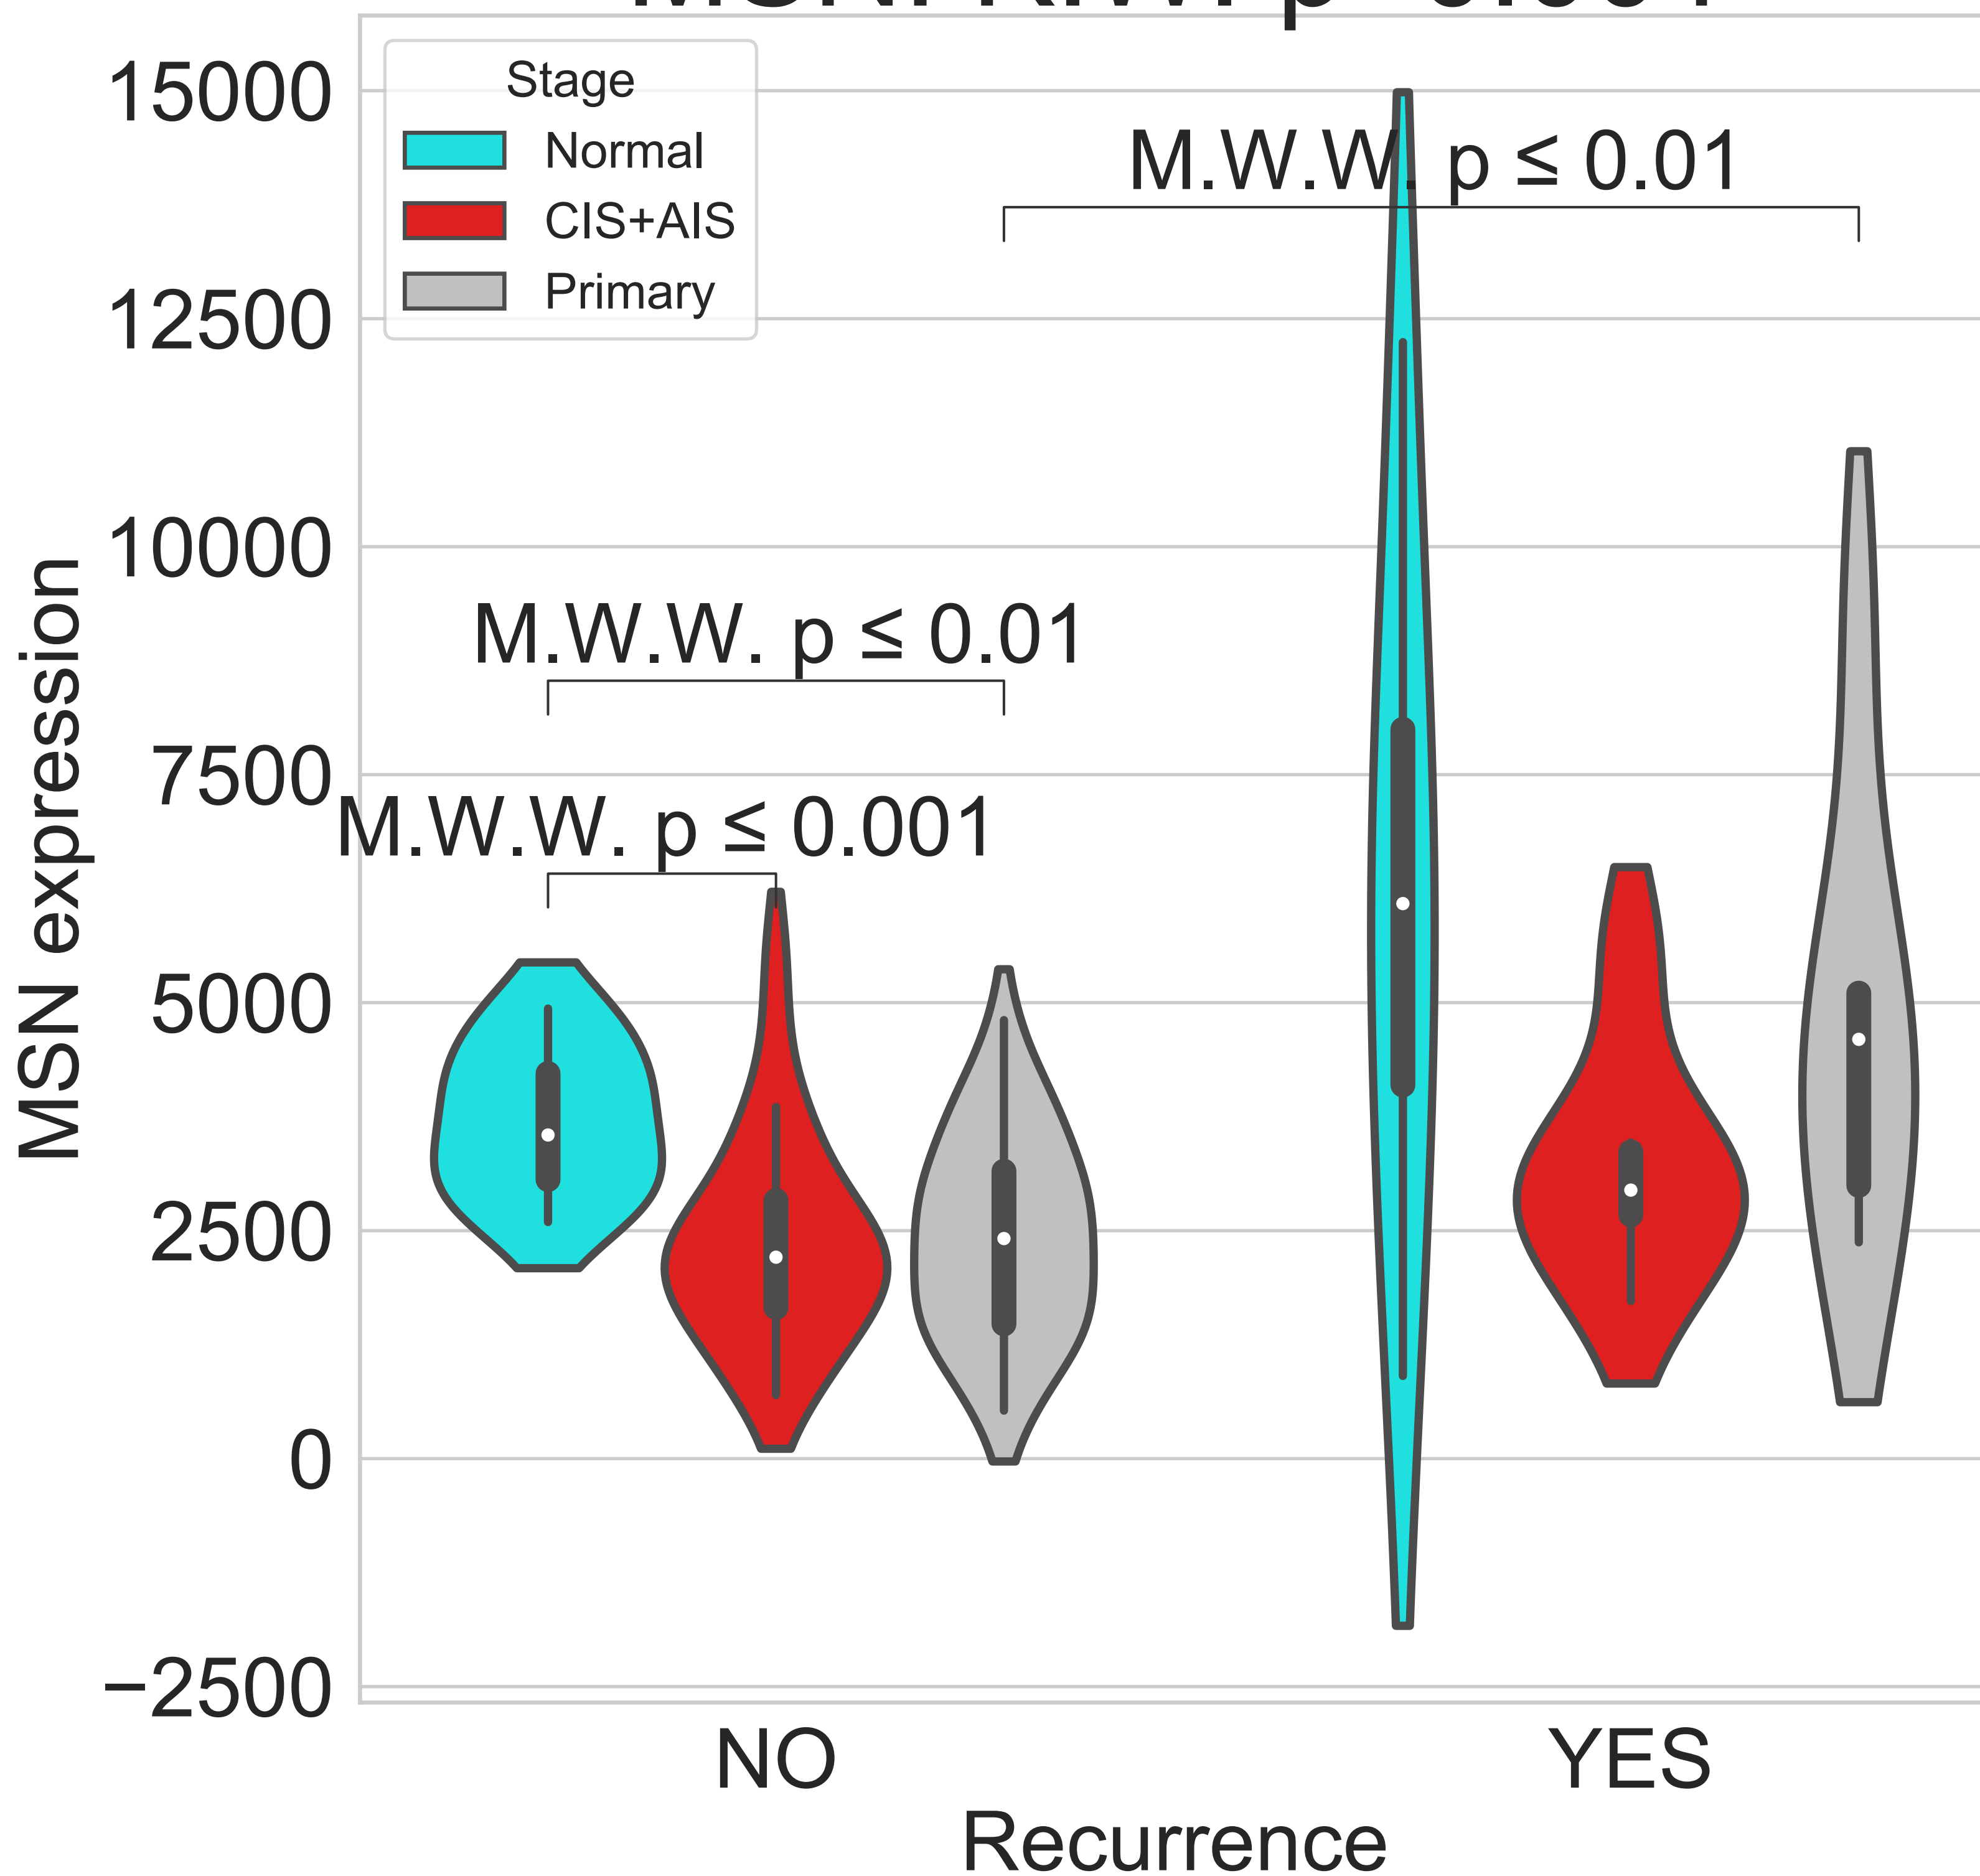 Stage
Normal
CIS+AIS
Primary
M.W.W. p ≤ 0.01
M.W.W. p ≤ 0.01
M.W.W. p ≤ 0.001
15000
12500
10000
7500
5000
2500
0
−2500
MSN expression
NO
YES
Recurrence